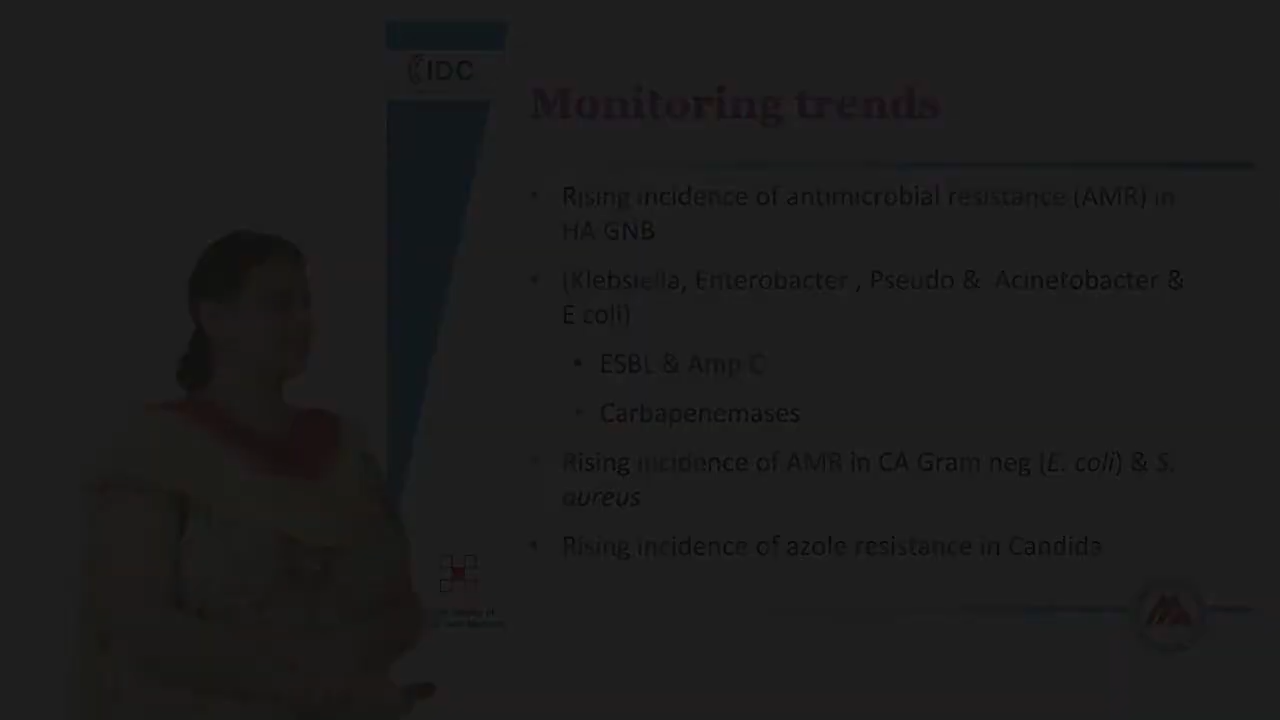 IDC
Monitoring trends
• Rising incidence of antimicrobial resistance (AMR) in
HA GNB
• (Klebsiella, Enterobacter , Pseudo & Acinetobacter &
E coli)
• ESBL & Amp C
• Carbapenemases
• Rising incidence of AMR in CA Gram neg (E. coli) & S.
aureus
• Rising incidence of azole resistance in Candida